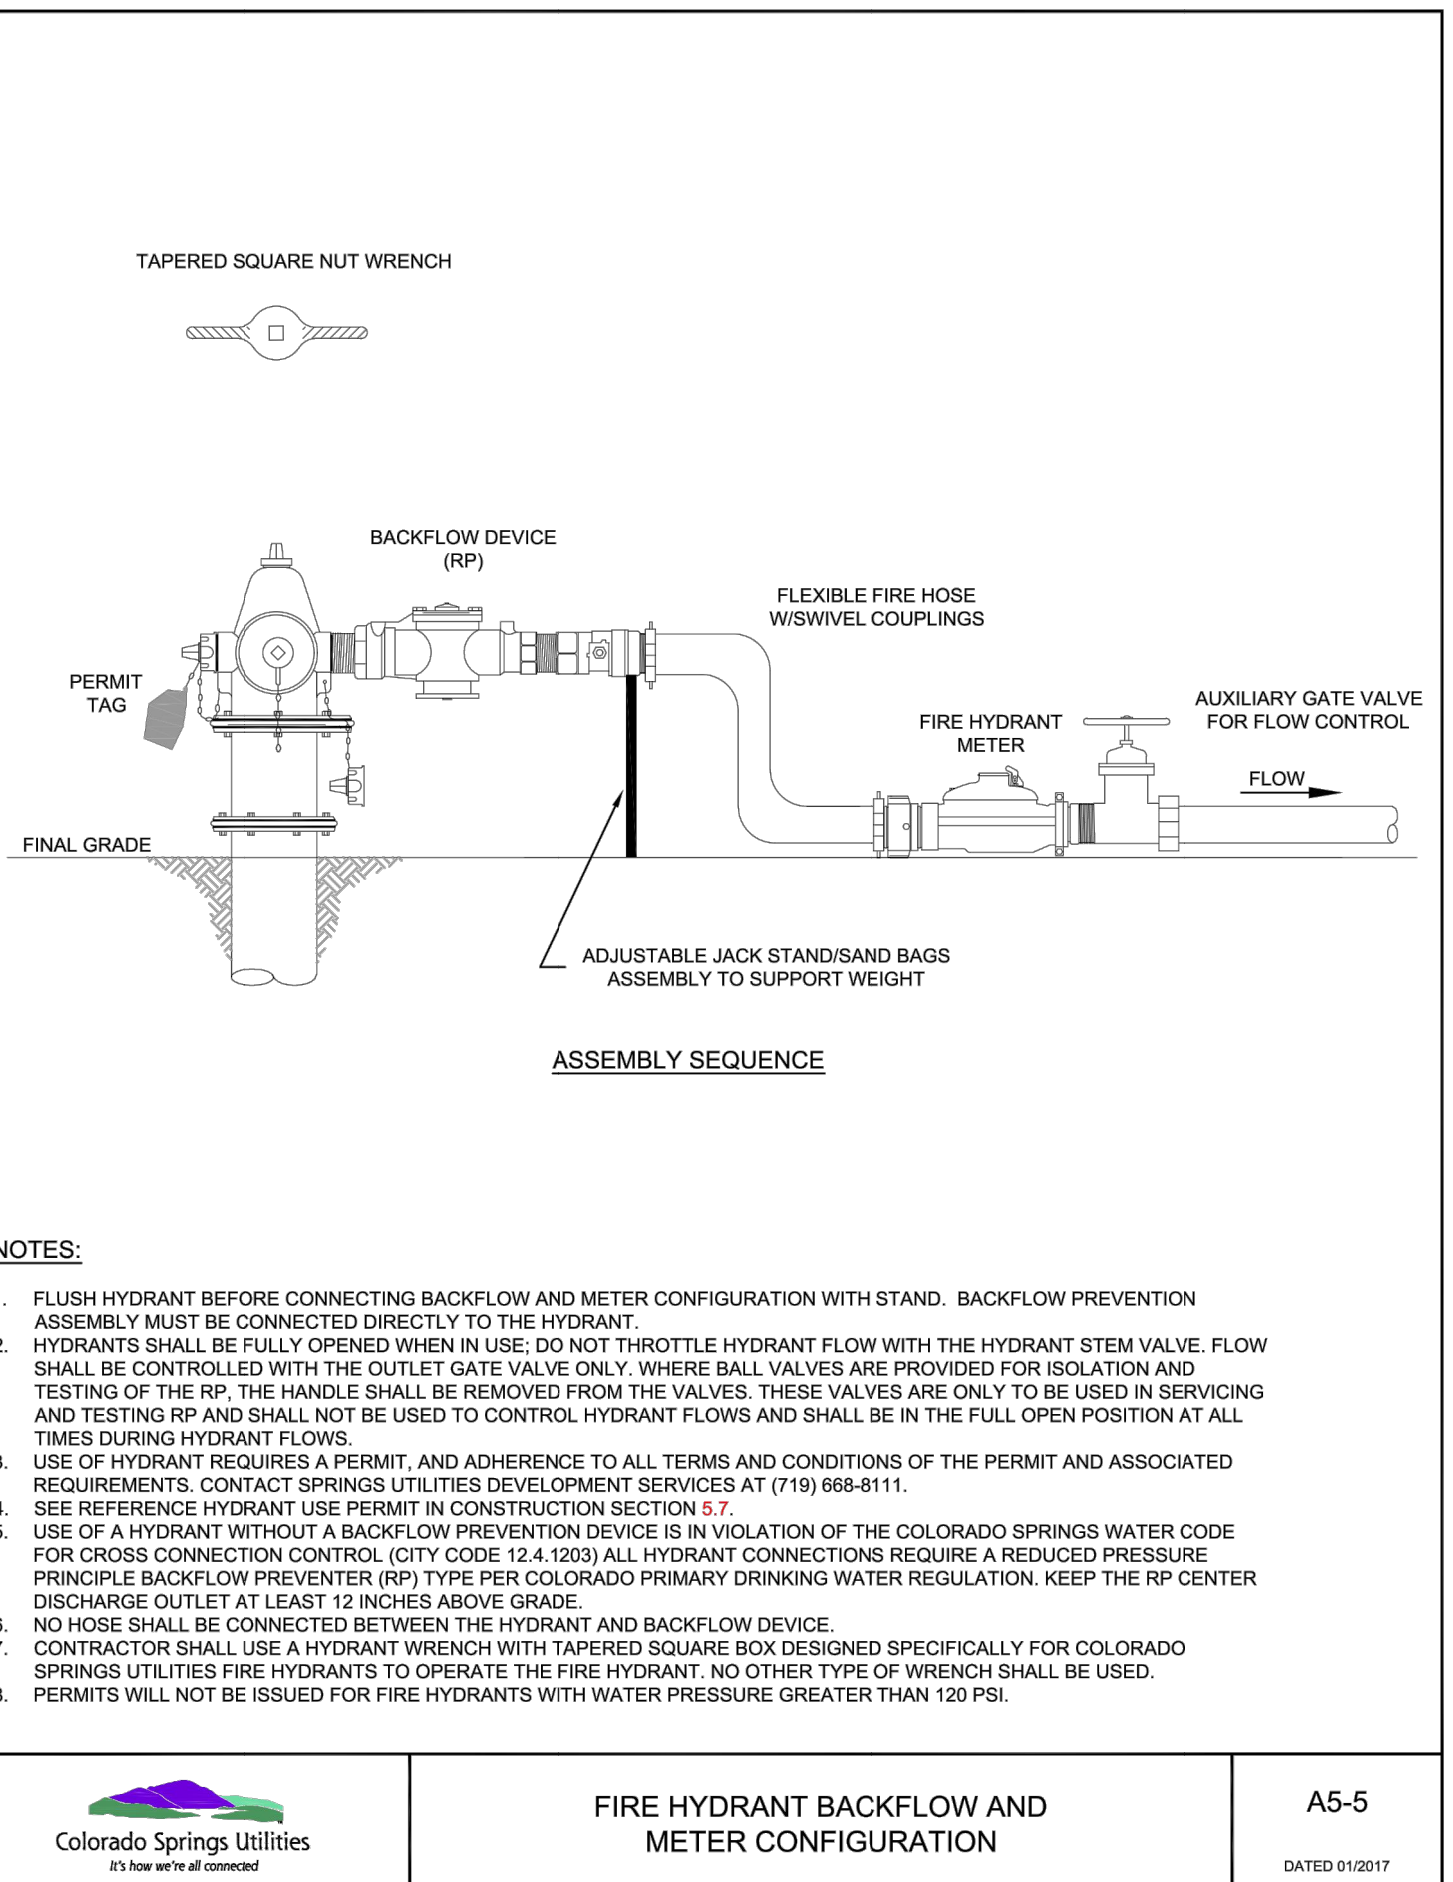 TAPERED SQUARE NUT WRENCH
BACKFLOW DEVICE
(RP)
FLEXIBLE FIRE HOSE
W/SWIVEL COUPLINGS
PERMIT
TAG
AUXILIARY GATE VALVE
FOR FLOW CONTROL
FIRE HYDRANT
METER
FLOW
FINAL GRADE
ADJUSTABLE JACK STAND/SAND BAGS
ASSEMBLY TO SUPPORT WEIGHT
ASSEMBLY SEQUENCE
NOTES:
. FLUSH HYDRANT BEFORE CONNECTING BACKFLOW AND METER CONFIGURATION WITH STAND. BACKFLOW PREVENTION
ASSEMBLY MUST BE CONNECTED DIRECTLY TO THE HYDRANT.
2. HYDRANTS SHALL BE FULLY OPENED WHEN IN USE; DO NOT THROTTLE HYDRANT FLOW WITH THE HYDRANT STEM VALVE. FLOW
SHALL BE CONTROLLED WITH THE OUTLET GATE VALVE ONLY. WHERE BALL VALVES ARE PROVIDED FOR ISOLATION AND
TESTING OF THE RP, THE HANDLE SHALL BE REMOVED FROM THE VALVES. THESE VALVES ARE ONLY TO BE USED IN SERVICING
AND TESTING RP AND SHALL NOT BE USED TO CONTROL HYDRANT FLOWS AND SHALL BE IN THE FULL OPEN POSITION AT ALL
TIMES DURING HYDRANT FLOWS.
3. USE OF HYDRANT REQUIRES A PERMIT, AND ADHERENCE TO ALL TERMS AND CONDITIONS OF THE PERMIT AND ASSOCIATED
REQUIREMENTS. CONTACT SPRINGS UTILITIES DEVELOPMENT SERVICES AT (719) 668-8111.
4. SEE REFERENCE HYDRANT USE PERMIT IN CONSTRUCTION SECTION 5.7.
5. USE OF A HYDRANT WITHOUT A BACKFLOW PREVENTION DEVICE IS IN VIOLATION OF THE COLORADO SPRINGS WATER CODE
FOR CROSS CONNECTION CONTROL (CITY CODE 12.4.1203) ALL HYDRANT CONNECTIONS REQUIRE A REDUCED PRESSURE
PRINCIPLE BACKFLOW PREVENTER (RP) TYPE PER COLORADO PRIMARY DRINKING WATER REGULATION. KEEP THE RP CENTER
DISCHARGE OUTLET AT LEAST 12 INCHES ABOVE GRADE.
6. NO HOSE SHALL BE CONNECTED BETWEEN THE HYDRANT AND BACKFLOW DEVICE.
7. CONTRACTOR SHALL USE A HYDRANT WRENCH WITH TAPERED SQUARE BOX DESIGNED SPECIFICALLY FOR COLORADO
SPRINGS UTILITIES FIRE HYDRANTS TO OPERATE THE FIRE HYDRANT. NO OTHER TYPE OF WRENCH SHALL BE USED.
8. PERMITS WILL NOT BE ISSUED FOR FIRE HYDRANTS WITH WATER PRESSURE GREATER THAN 120 PSI.
Colorado Springs Utilities
It's how we're all connected
FIRE HYDRANT BACKFLOW AND
METER CONFIGURATION
A5-5
DATED 01/2017